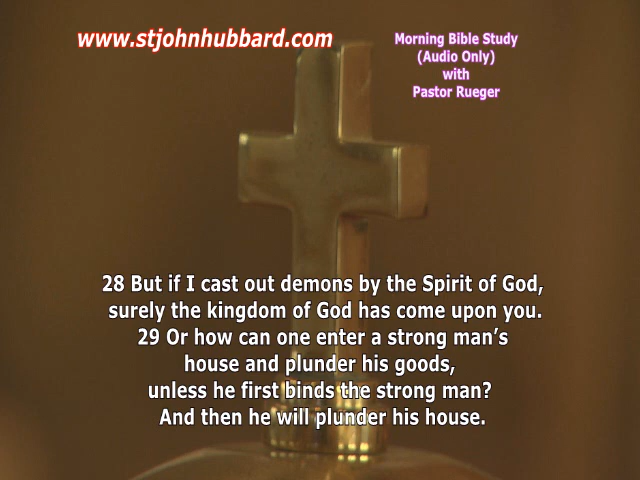 www.stjohnhubbard.com
Morning Bible Study
(Audio Only)
with
Pastor Rueger
28 But if I cast out demons by the Spirit of God,
surely the kingdom of God has come upon you.
29 Or how can one enter a strong man’s
house and plunder his goods,
unless he first binds the strong man?
And then he will plunder his house.